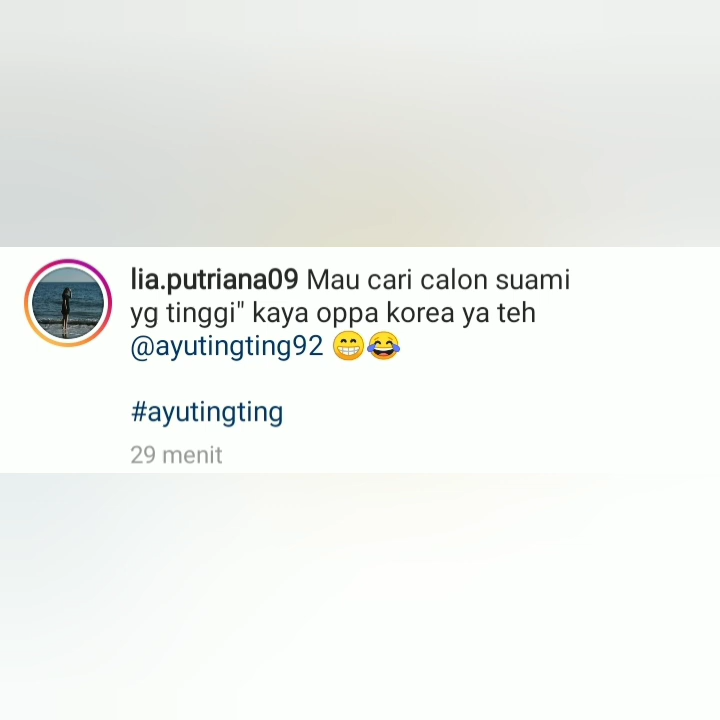 lia.putriana09 Mau cari calon suami
yg tinggi" kaya oppa korea ya teh
@ayutingting92 😁😂
#ayutingting
29 menit